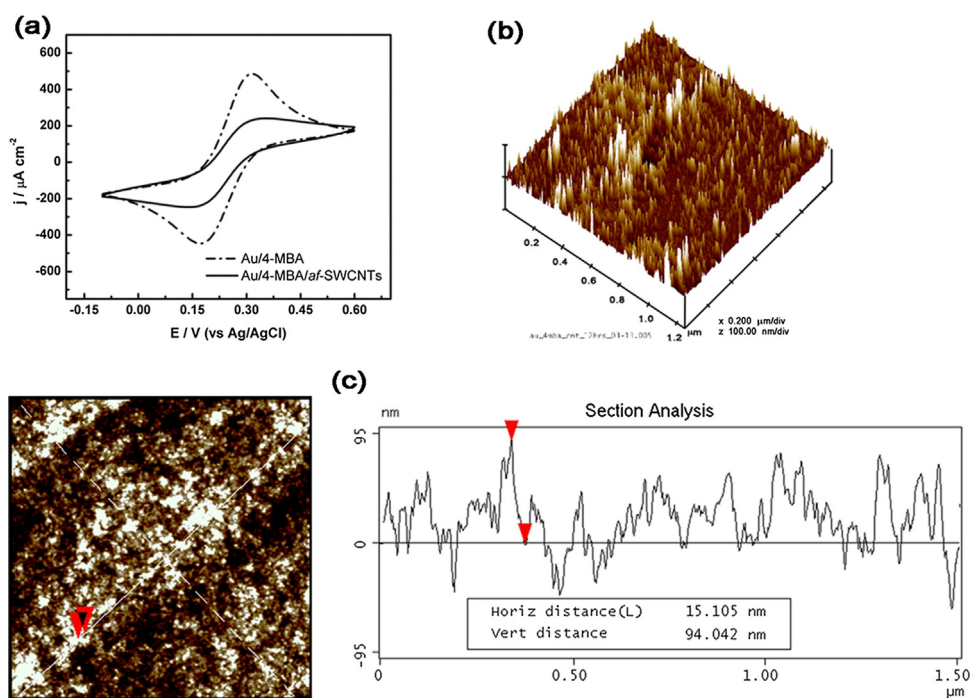 (a)
600
400
200
0
-200
-400
-600
j / µA cm-2
Au/4-MBA
Au/4-MBA/af-SWCNTs
-0.15 0.00 0.15 0.30 0.45 0.60
E / V (vs Ag/AgCl)
(b)
0.2
0.4
0.6
0.8
1.0
1.2
µm
x 0.200 µm/div
z 100.00 nm/div
au_4mba_cnt_12hrs_01-11.005
(c)
nm
Section Analysis
95
0
-95
Horiz distance(L) 15.105 nm
Vert distance 94.042 nm
0 0.50 1.00 1.50
µm